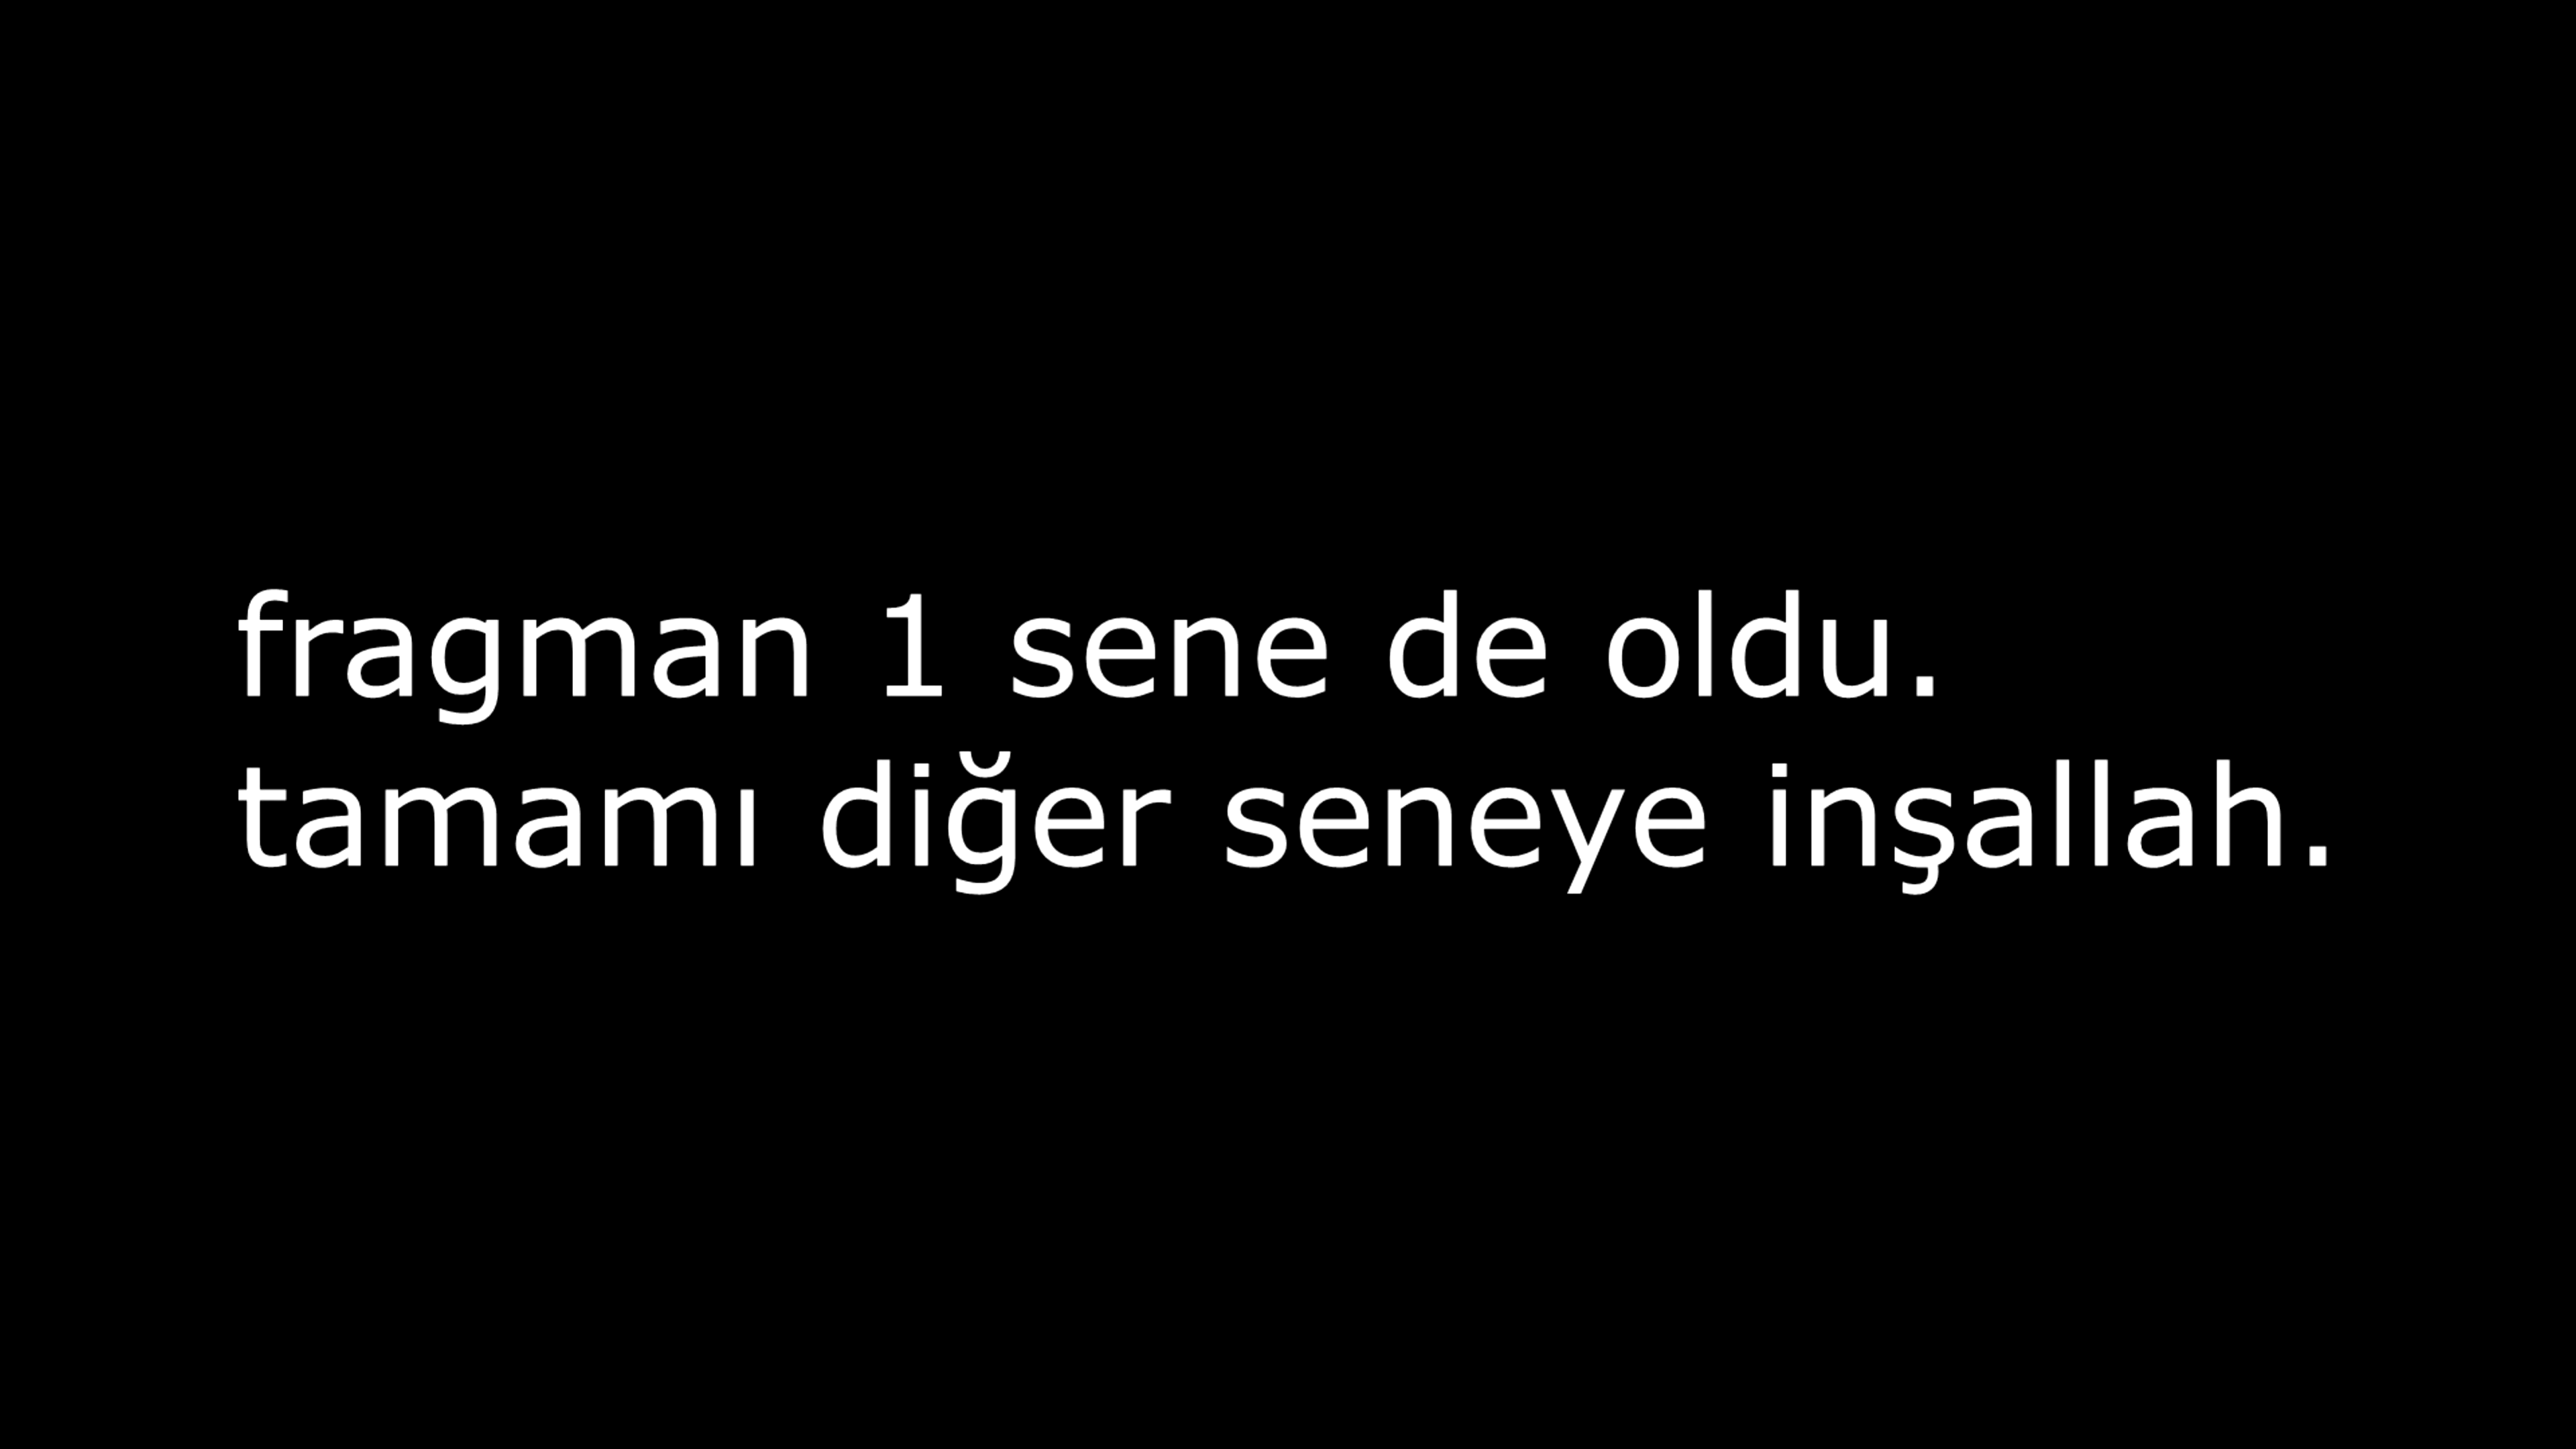 fragman 1 sene de oldu.
tamamı diğer seneye inşallah.